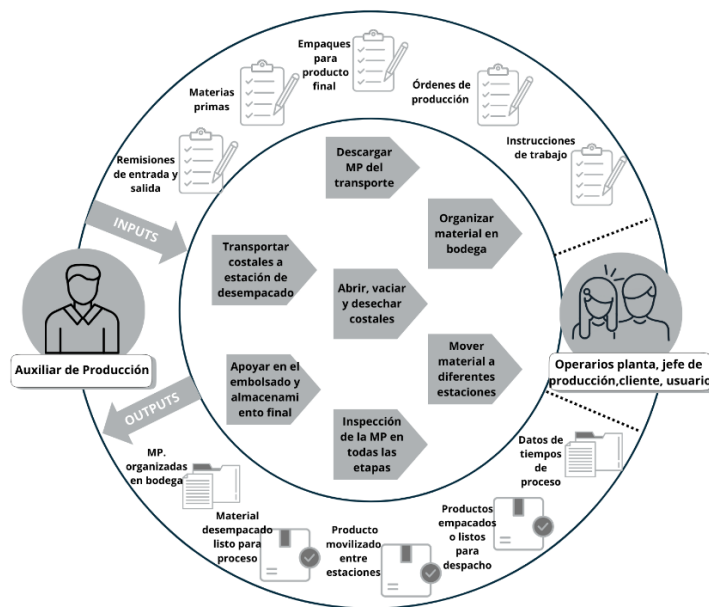 Empaques
para
producto
final
Materias
primas
Órdenes de
producción
Remisiones
de entrada y
salida
Instrucciones
de trabajo
INPUTS
Descargar
MP del
transporte
Organizar
material en
bodega
Transportar
costales a
estación de
desempacado
Abrir, vaciar
y desechar
costales
Mover
material a
diferentes
estaciones
Apoyar en el
embolsado y
almacenami
ento final
Inspección
de la MP en
todas las
etapas
Auxiliar de Producción
Operarios planta, jefe de
producción,cliente, usuario
OUTPUTS
MP.
organizadas
en bodega
Material
desempacado
listo para
proceso
Producto
movilizado
entre
estaciones
Productos
empacados
o listos
para
despacho
Datos de
tiempos
de
proceso